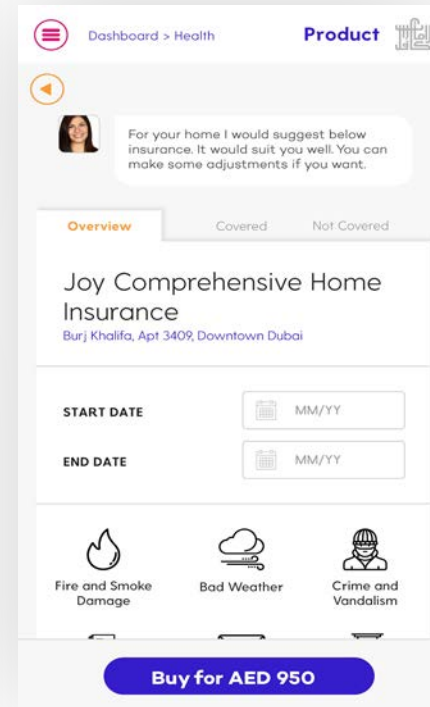 Dashboard > Health
Product
For your home I would suggest below
insurance. It would suit you well. You can
make some adjustments if you want.
Overview
Covered
Not Covered
Joy Comprehensive Home
Insurance
Burj Khalifa, Apt 3409, Downtown Dubai
START DATE
MM/YY
END DATE
MM/YY
Fire and Smoke
Damage
Bad Weather
Crime and
Vandalism
Buy for AED 950